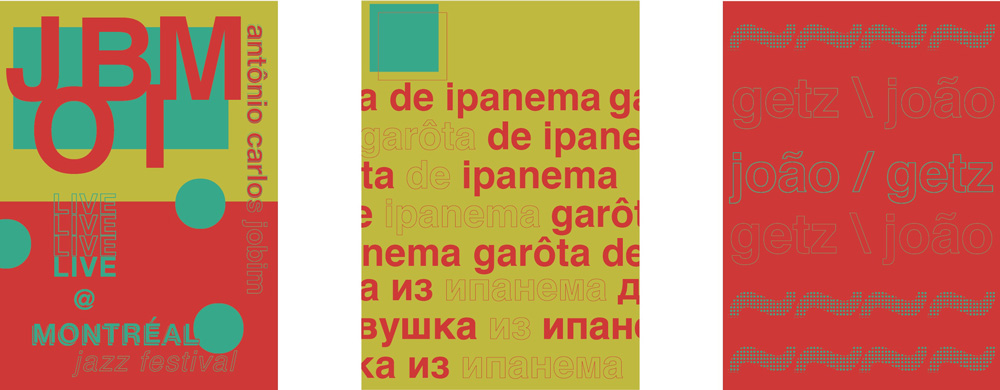 JBM
OI
antônio carlos jobim
LIVE
LIVE
LIVE
LIVE
@
MONTRÉAL
jazz festival
a de ipanema ga
garôta de ipane
ta de ipanema
e ipanema garôt
nema garôta de
а из ипанема д
вушка из ипане
ка из ипанема
getz \ joão
joão / getz
getz \ joão